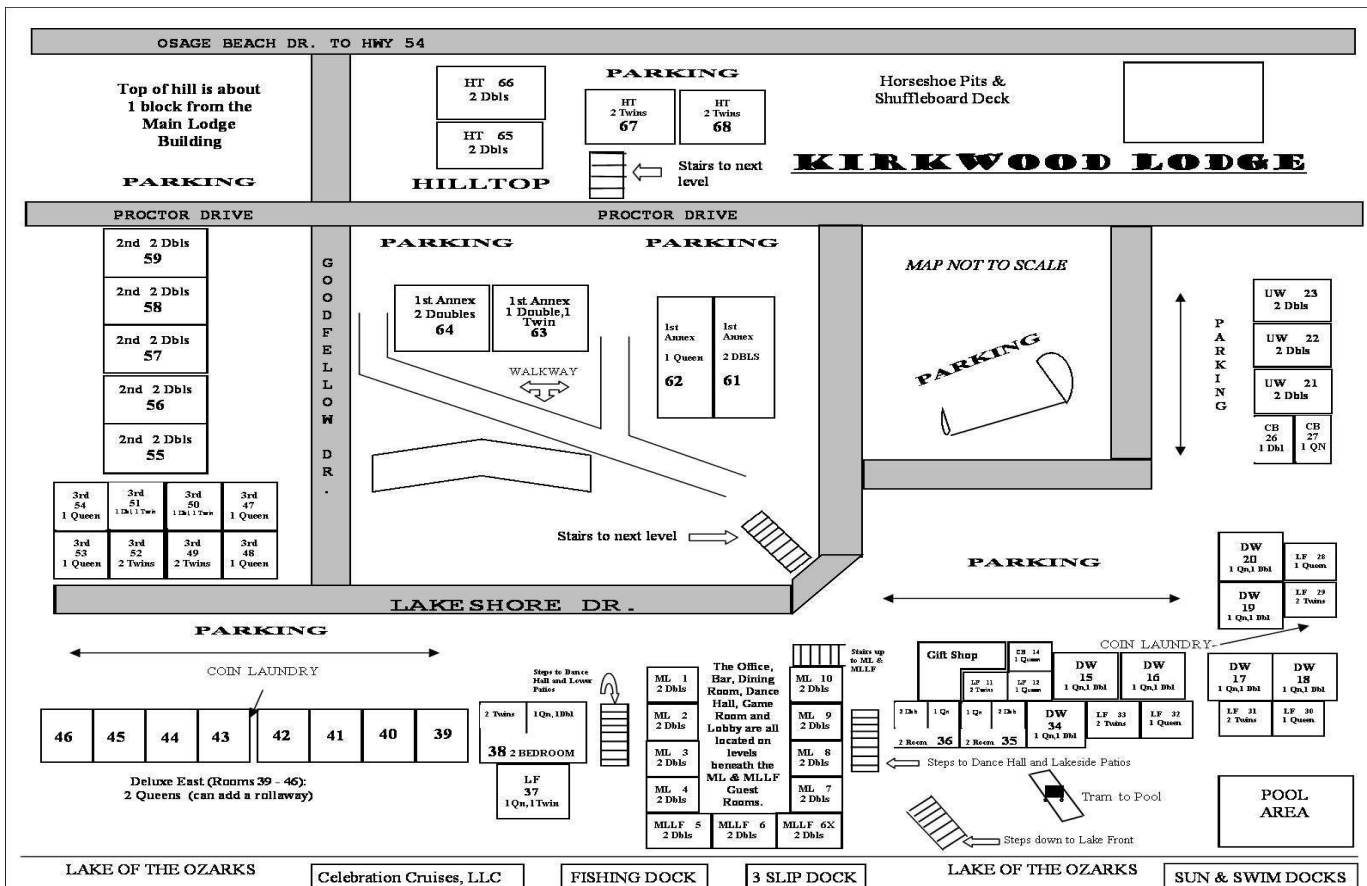 OSAGE BEACH DR. TO HWY 54
Top of hill is about
1 block from the
Main Lodge
Building
PARKING
HT 66
2 Dbls
HT 65
2 Dbls
HILLTOP
PARKING
HT
2 Twins
67
HT
2 Twins
68
Stairs to next
level
Horseshoe Pits &
Shuffleboard Deck
KIRKWOOD LODGE
PROCTOR DRIVE
PROCTOR DRIVE
2nd 2 Dbls
59
2nd 2 Dbls
58
2nd 2 Dbls
57
2nd 2 Dbls
56
2nd 2 Dbls
55
GOODFELLOW DR.
PARKING
PARKING
1st Annex
2 Doubles
64
1st Annex
1 Double,1
Twin
63
WALKWAY
1st
Annex
1 Queen
62
1st
Annex
2 DBLS
61
MAP NOT TO SCALE
PARKING
PARKING
UW 23
2 Dbls
UW 22
2 Dbls
UW 21
2 Dbls
CB
26
1 Dbl
CB
27
1 QN
3rd
54
1 Queen
3rd
51
1 Dbl, 1 Twin
3rd
50
1 Dbl, 1 Twin
3rd
47
1 Queen
3rd
53
1 Queen
3rd
52
2 Twins
3rd
49
2 Twins
3rd
48
1 Queen
Stairs to next level
LAKESHORE DR.
PARKING
DW
20
1 Qn,1 Dbl
LF 28
1 Queen
DW
19
1 Qn,1 Dbl
LF 29
2 Twins
COIN LAUNDRY
PARKING
COIN LAUNDRY
46
45
44
43
42
41
40
39
Deluxe East (Rooms 39 - 46):
2 Queens (can add a rollaway)
Steps to Dance
Hall and Lower
Patios
2 Twins
1Qn,1Dbl
38 2 BEDROOM
LF
37
1Qn,1Twin
ML 1
2 Dbls
ML 2
2 Dbls
ML 3
2 Dbls
ML 4
2 Dbls
MLLF 5
2 Dbls
MLLF 6
2 Dbls
MLLF 6X
2 Dbls
The Office,
Bar, Dining
Room, Dance
Hall, Game
Room and
Lobby are all
located on
levels
beneath the
ML & MLLF
Guest
Rooms.
Stairs up
to ML &
MLLF
ML 10
2 Dbls
ML 9
2 Dbls
ML 8
2 Dbls
ML 7
2 Dbls
Gift Shop
CB 14
1 Queen
LF 11
2 Twins
LF 12
1 Queen
DW
15
1 Qn,1 Dbl
DW
16
1 Qn,1 Dbl
DW
17
1 Qn,1 Dbl
DW
18
1 Qn,1 Dbl
2 Dbls
1 Qn
2 Room 36
1 Qn
2 Dbls
2 Room 35
DW
34
1 Qn,1 Dbl
LF 33
2 Twins
LF 32
1 Queen
LF 31
2 Twins
LF 30
1 Queen
Steps to Dance Hall and Lakeside Patios
Tram to Pool
Steps down to Lake Front
POOL
AREA
LAKE OF THE OZARKS
Celebration Cruises, LLC
FISHING DOCK
3 SLIP DOCK
LAKE OF THE OZARKS
SUN & SWIM DOCKS